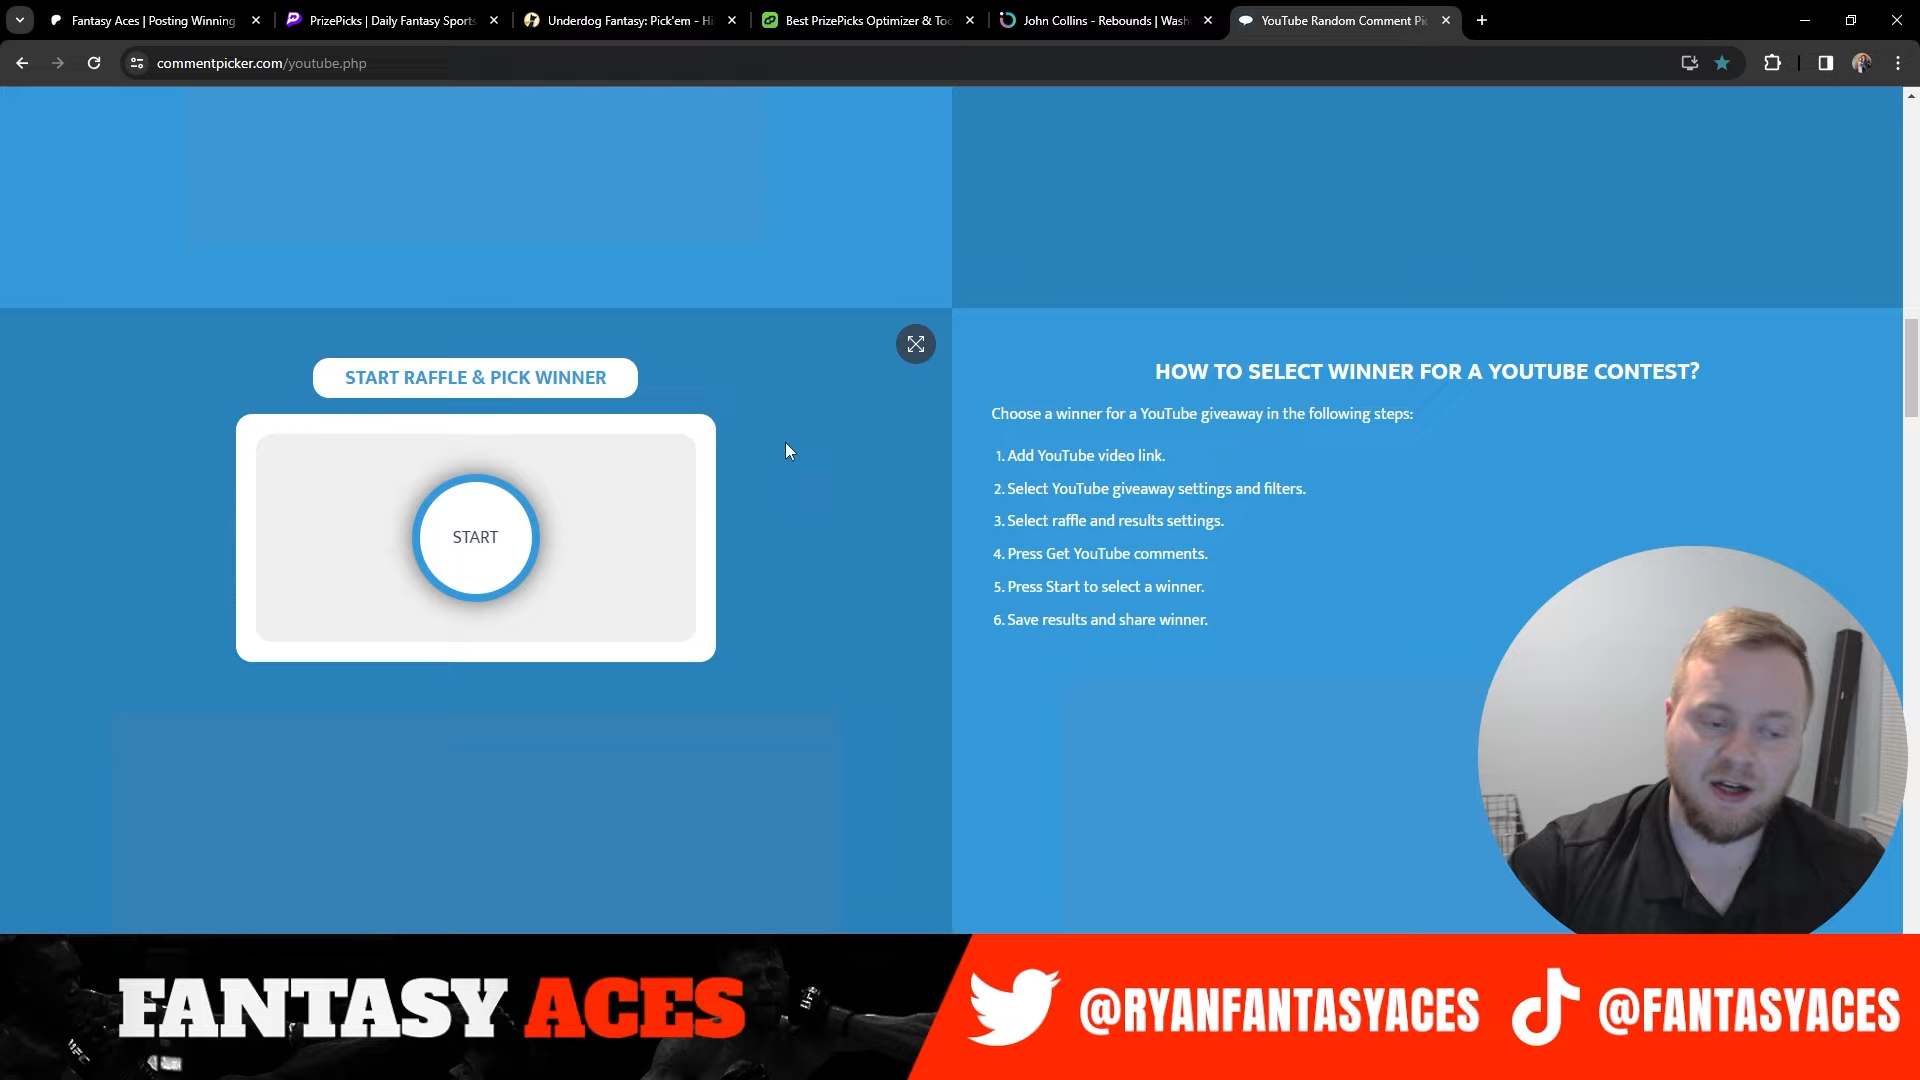 Fantasy Aces | Posting Winning
PrizePicks | Daily Fantasy Sports
Underdog Fantasy: Pick'em - Hi
Best PrizePicks Optimizer & Too
John Collins - Rebounds | Wash
YouTube Random Comment Pic
commentpicker.com/youtube.php
START RAFFLE & PICK WINNER
START
HOW TO SELECT WINNER FOR A YOUTUBE CONTEST?
Choose a winner for a YouTube giveaway in the following steps:
1. Add YouTube video link.
2. Select YouTube giveaway settings and filters.
3. Select raffle and results settings.
4. Press Get YouTube comments.
5. Press Start to select a winner.
6. Save results and share winner.
FANTASY ACES
@RYANFANTASYACES
@FANTASYACES
UFC